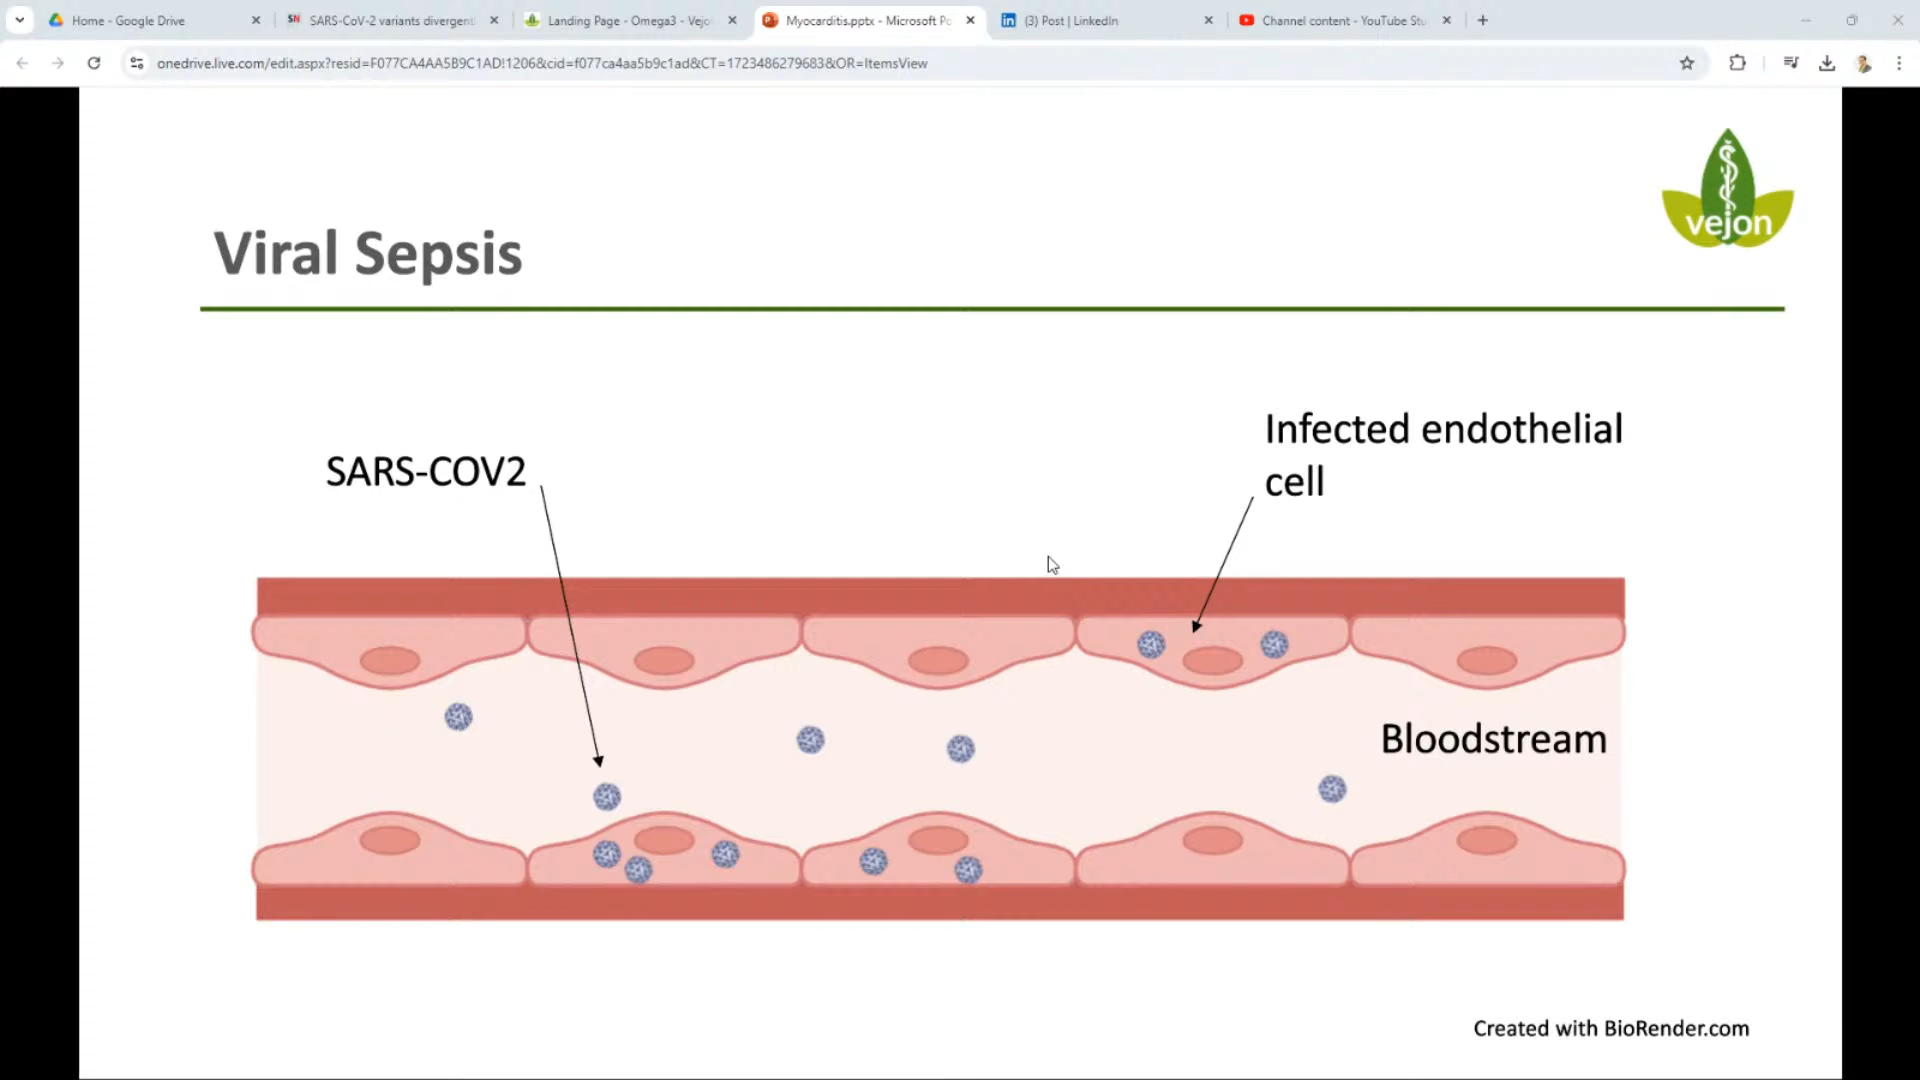 Home - Google Drive
SN SARS-CoV-2 variants divergent
Landing Page - Omega3 - Vejo
Myocarditis.pptx - Microsoft Po
in (3) Post | LinkedIn
Channel content - YouTube Stu
onedrive.live.com/edit.aspx?resid=F077CA4AA5B9C1AD!1206&cid=f077ca4aa5b9c1ad&CT=1723486279683&OR=ItemsView
vejon
Viral Sepsis
Infected endothelial
cell
SARS-COV2
Bloodstream
Created with BioRender.com